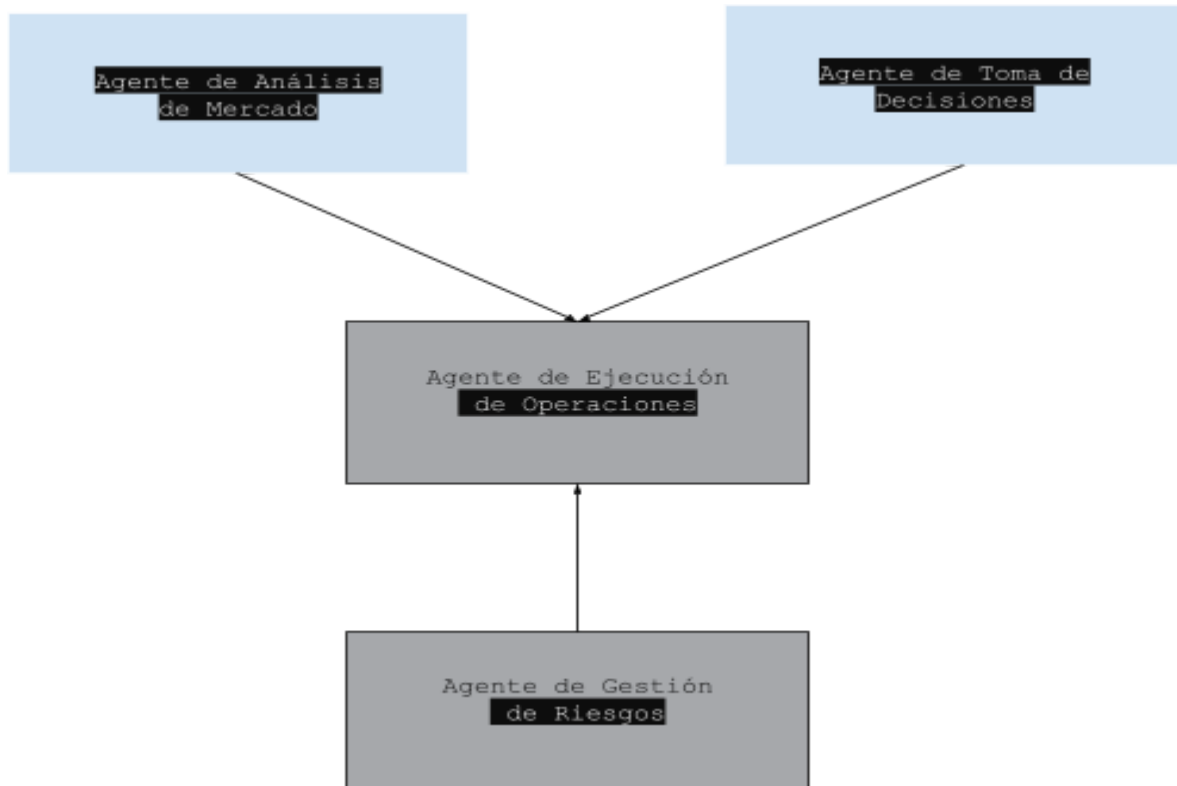 Agente de Análisis
de Mercado
Agente de Toma de
Decisiones
Agente de Ejecución
de Operaciones
Agente de Gestión
de Riesgos